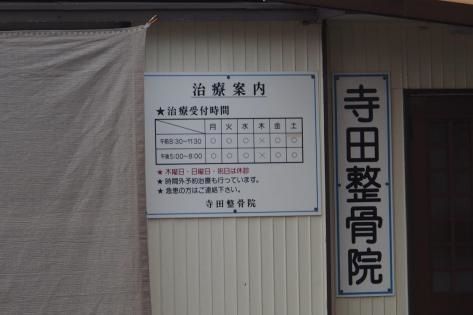 治療案内
★治療受付時間
月 火 水 木 金 土
午前8:30~11:30 ○ ○ ○ × ○ ○
午後5:00~8:00 ○ ○ ○ × ○ ○
★木曜日・日曜日・祝日は休診
★時間外予約治療も行っています。
★急患の方はご連絡下さい。
寺田整骨院
寺田整骨院